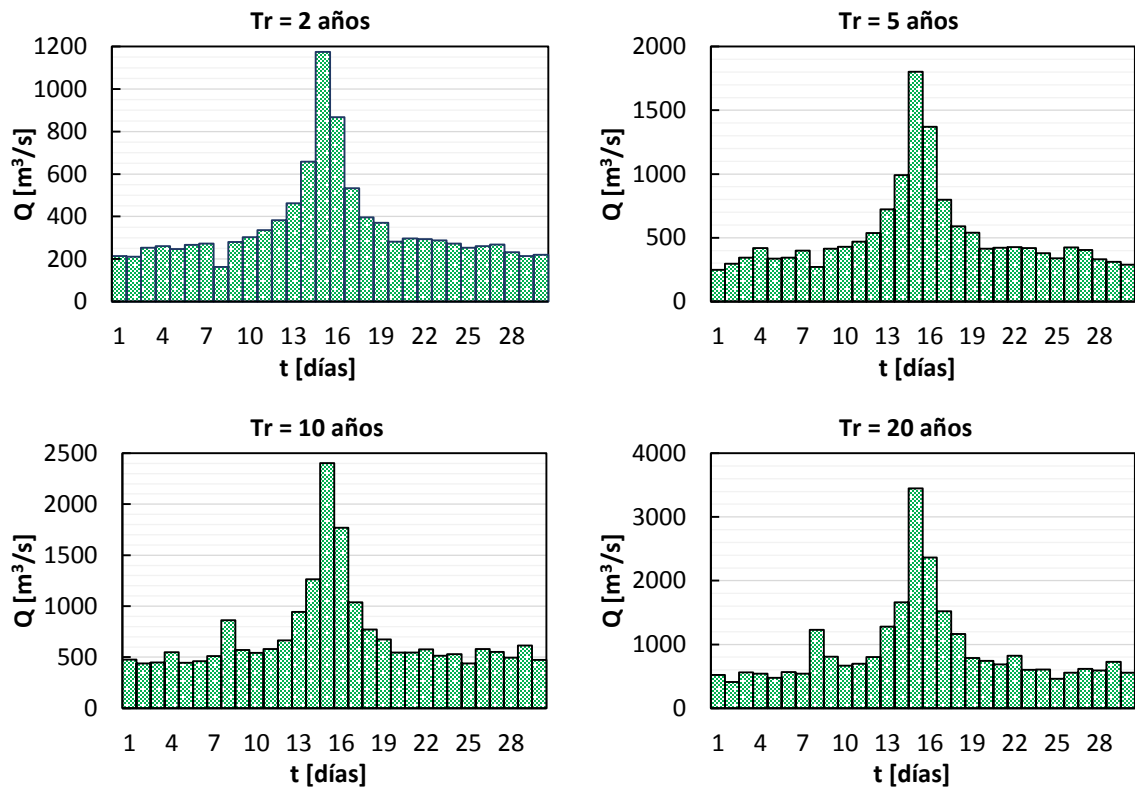 Tr = 2 años
1200
1000
800
600
400
200
0
Q [m³/s]
1 4 7 10 13 16 19 22 25 28
t [días]
Tr = 5 años
2000
1500
1000
500
0
Q [m³/s]
1 4 7 10 13 16 19 22 25 28
t [días]
Tr = 10 años
2500
2000
1500
1000
500
0
Q [m³/s]
1 4 7 10 13 16 19 22 25 28
t [días]
Tr = 20 años
4000
3000
2000
1000
0
Q [m³/s]
1 4 7 10 13 16 19 22 25 28
t [días]